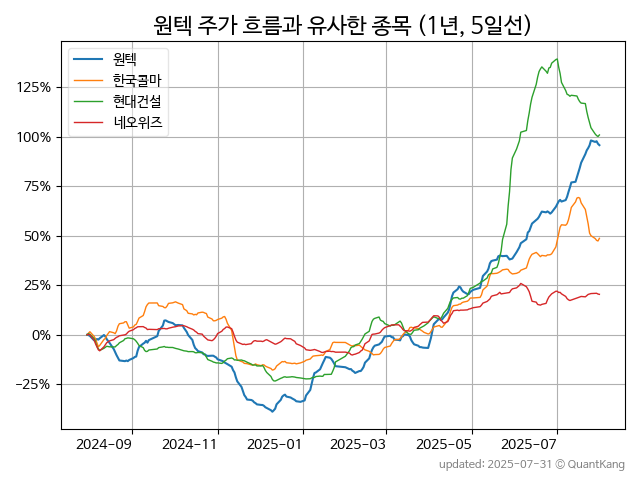 원텍 주가 흐름과 유사한 종목 (1년, 5일선)
원텍
한국콜마
현대건설
네오위즈
125%
100%
75%
50%
25%
0%
−25%
2024-09 2024-11 2025-01 2025-03 2025-05 2025-07
updated: 2025-07-31 © QuantKang